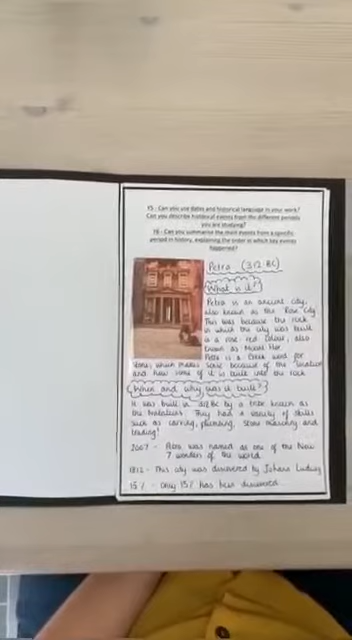 Y5 - Can you use dates and historical language in your work?
Can you describe historical events from the different periods
you are studying?
Y6 - Can you summarise the main events from a specific
period in history, explaining the order in which key events
happened?
Petra (312 BC)
What is it?
Petra is an ancient city,
also known as the Rose City
This was because the rock
in which the city was built
is a rose red colour, also
known as
Petra is a Greek word for
stone, which makes sense because of the location
and how some of it is built into the rock
When and why was it built?
It was built in 312 BC by a tribe known as
the They had a variety of skills
such as carving, plumbing, stone masoning and
trading!
2007 - Petra was named as one of the New
7 wonders of the world.
1812 - This city was discovered by Johann Ludwig
15% - only 15% has been discovered.